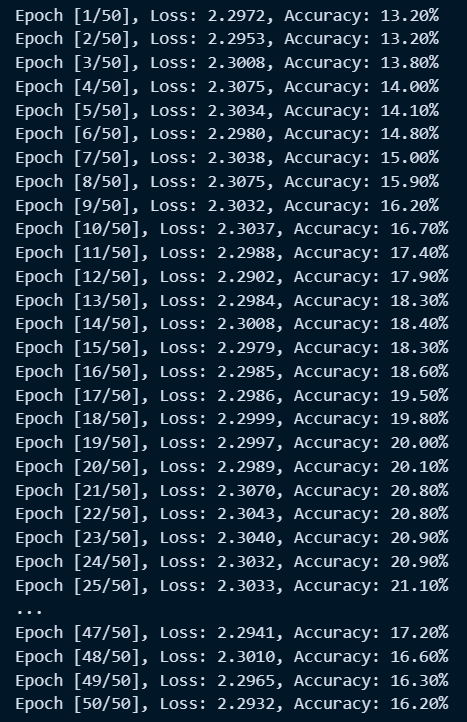 Epoch [1/50], Loss: 2.2972, Accuracy: 13.20%
Epoch [2/50], Loss: 2.2953, Accuracy: 13.20%
Epoch [3/50], Loss: 2.3008, Accuracy: 13.80%
Epoch [4/50], Loss: 2.3075, Accuracy: 14.00%
Epoch [5/50], Loss: 2.3034, Accuracy: 14.10%
Epoch [6/50], Loss: 2.2980, Accuracy: 14.80%
Epoch [7/50], Loss: 2.3038, Accuracy: 15.00%
Epoch [8/50], Loss: 2.3075, Accuracy: 15.90%
Epoch [9/50], Loss: 2.3032, Accuracy: 16.20%
Epoch [10/50], Loss: 2.3037, Accuracy: 16.70%
Epoch [11/50], Loss: 2.2988, Accuracy: 17.40%
Epoch [12/50], Loss: 2.2902, Accuracy: 17.90%
Epoch [13/50], Loss: 2.2984, Accuracy: 18.30%
Epoch [14/50], Loss: 2.3008, Accuracy: 18.40%
Epoch [15/50], Loss: 2.2979, Accuracy: 18.30%
Epoch [16/50], Loss: 2.2985, Accuracy: 18.60%
Epoch [17/50], Loss: 2.2986, Accuracy: 19.50%
Epoch [18/50], Loss: 2.2999, Accuracy: 19.80%
Epoch [19/50], Loss: 2.2997, Accuracy: 20.00%
Epoch [20/50], Loss: 2.2989, Accuracy: 20.10%
Epoch [21/50], Loss: 2.3070, Accuracy: 20.80%
Epoch [22/50], Loss: 2.3043, Accuracy: 20.80%
Epoch [23/50], Loss: 2.3040, Accuracy: 20.90%
Epoch [24/50], Loss: 2.3032, Accuracy: 20.90%
Epoch [25/50], Loss: 2.3033, Accuracy: 21.10%
...
Epoch [47/50], Loss: 2.2941, Accuracy: 17.20%
Epoch [48/50], Loss: 2.3010, Accuracy: 16.60%
Epoch [49/50], Loss: 2.2965, Accuracy: 16.30%
Epoch [50/50], Loss: 2.2932, Accuracy: 16.20%